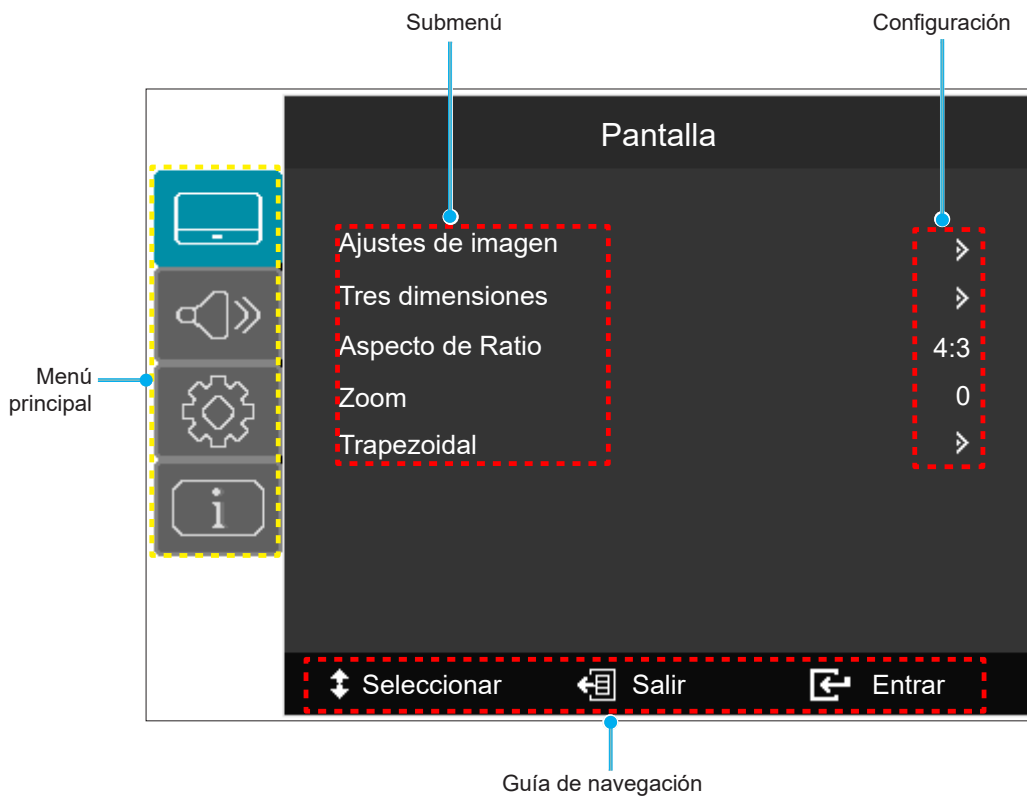 Submenú
Configuración
Pantalla
Ajustes de imagen
Tres dimensiones
Aspecto de Ratio
4:3
Menú
principal
Zoom
0
Trapezoidal
i
Seleccionar
Salir
Entrar
Guía de navegación